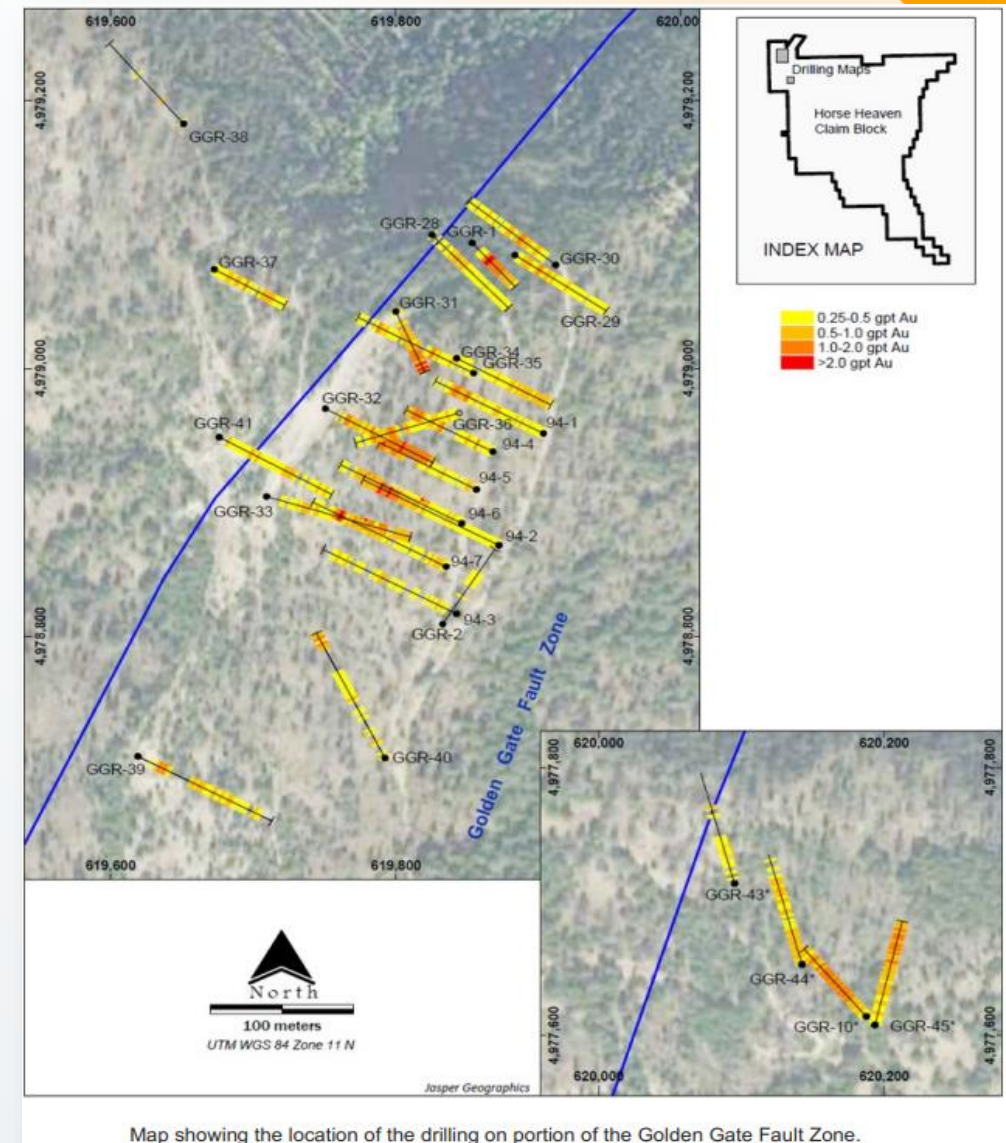 619,600
619,800
620,000
4,979,200
4,979,200
GGR-38
GGR-28
GGR-1
GGR-37
GGR-30
GGR-31
GGR-29
4,979,000
4,979,000
GGR-34
GGR-35
GGR-32
GGR-36
GGR-41
94-1
94-4
94-5
GGR-33
94-6
94-2
94-7
94-3
GGR-2
4,978,800
4,978,800
GGR-40
GGR-39
Golden Gate Fault Zone
619,600
619,800
Drilling Maps
Horse Heaven
Claim Block
INDEX MAP
0.25-0.5 gpt Au
0.5-1.0 gpt Au
1.0-2.0 gpt Au
>2.0 gpt Au
620,000
620,200
4,977,800
4,977,800
GGR-43*
GGR-44*
GGR-10*
GGR-45*
4,977,600
4,977,600
620,000
620,200
North
100 meters
UTM WGS 84 Zone 11 N
Jasper Geographics
Map showing the location of the drilling on portion of the Golden Gate Fault Zone.